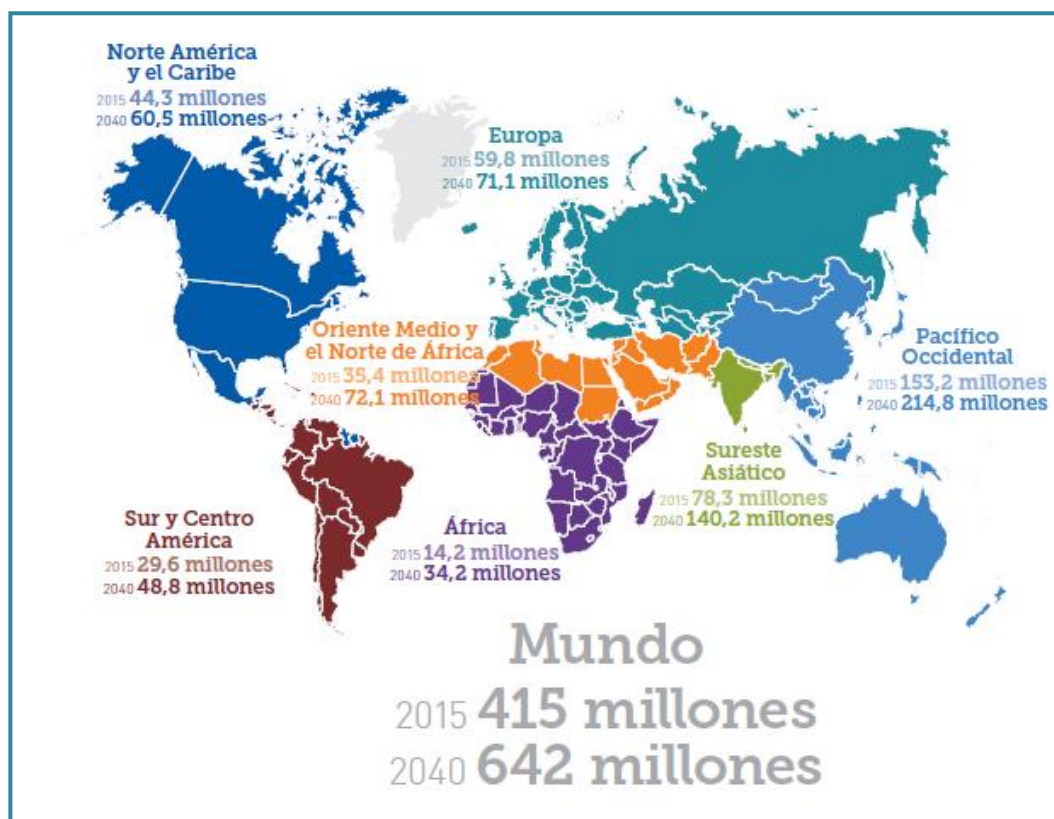 Norte América
y el Caribe
2015 44,3 millones
2040 60,5 millones
Europa
2015 59,8 millones
2040 71,1 millones
Oriente Medio y
el Norte de África
2015 35,4 millones
2040 72,1 millones
Pacífico
Occidental
2015 153,2 millones
2040 214,8 millones
Sureste
Asiático
2015 78,3 millones
2040 140,2 millones
Sur y Centro
América
2015 29,6 millones
2040 48,8 millones
África
2015 14,2 millones
2040 34,2 millones
Mundo
2015 415 millones
2040 642 millones